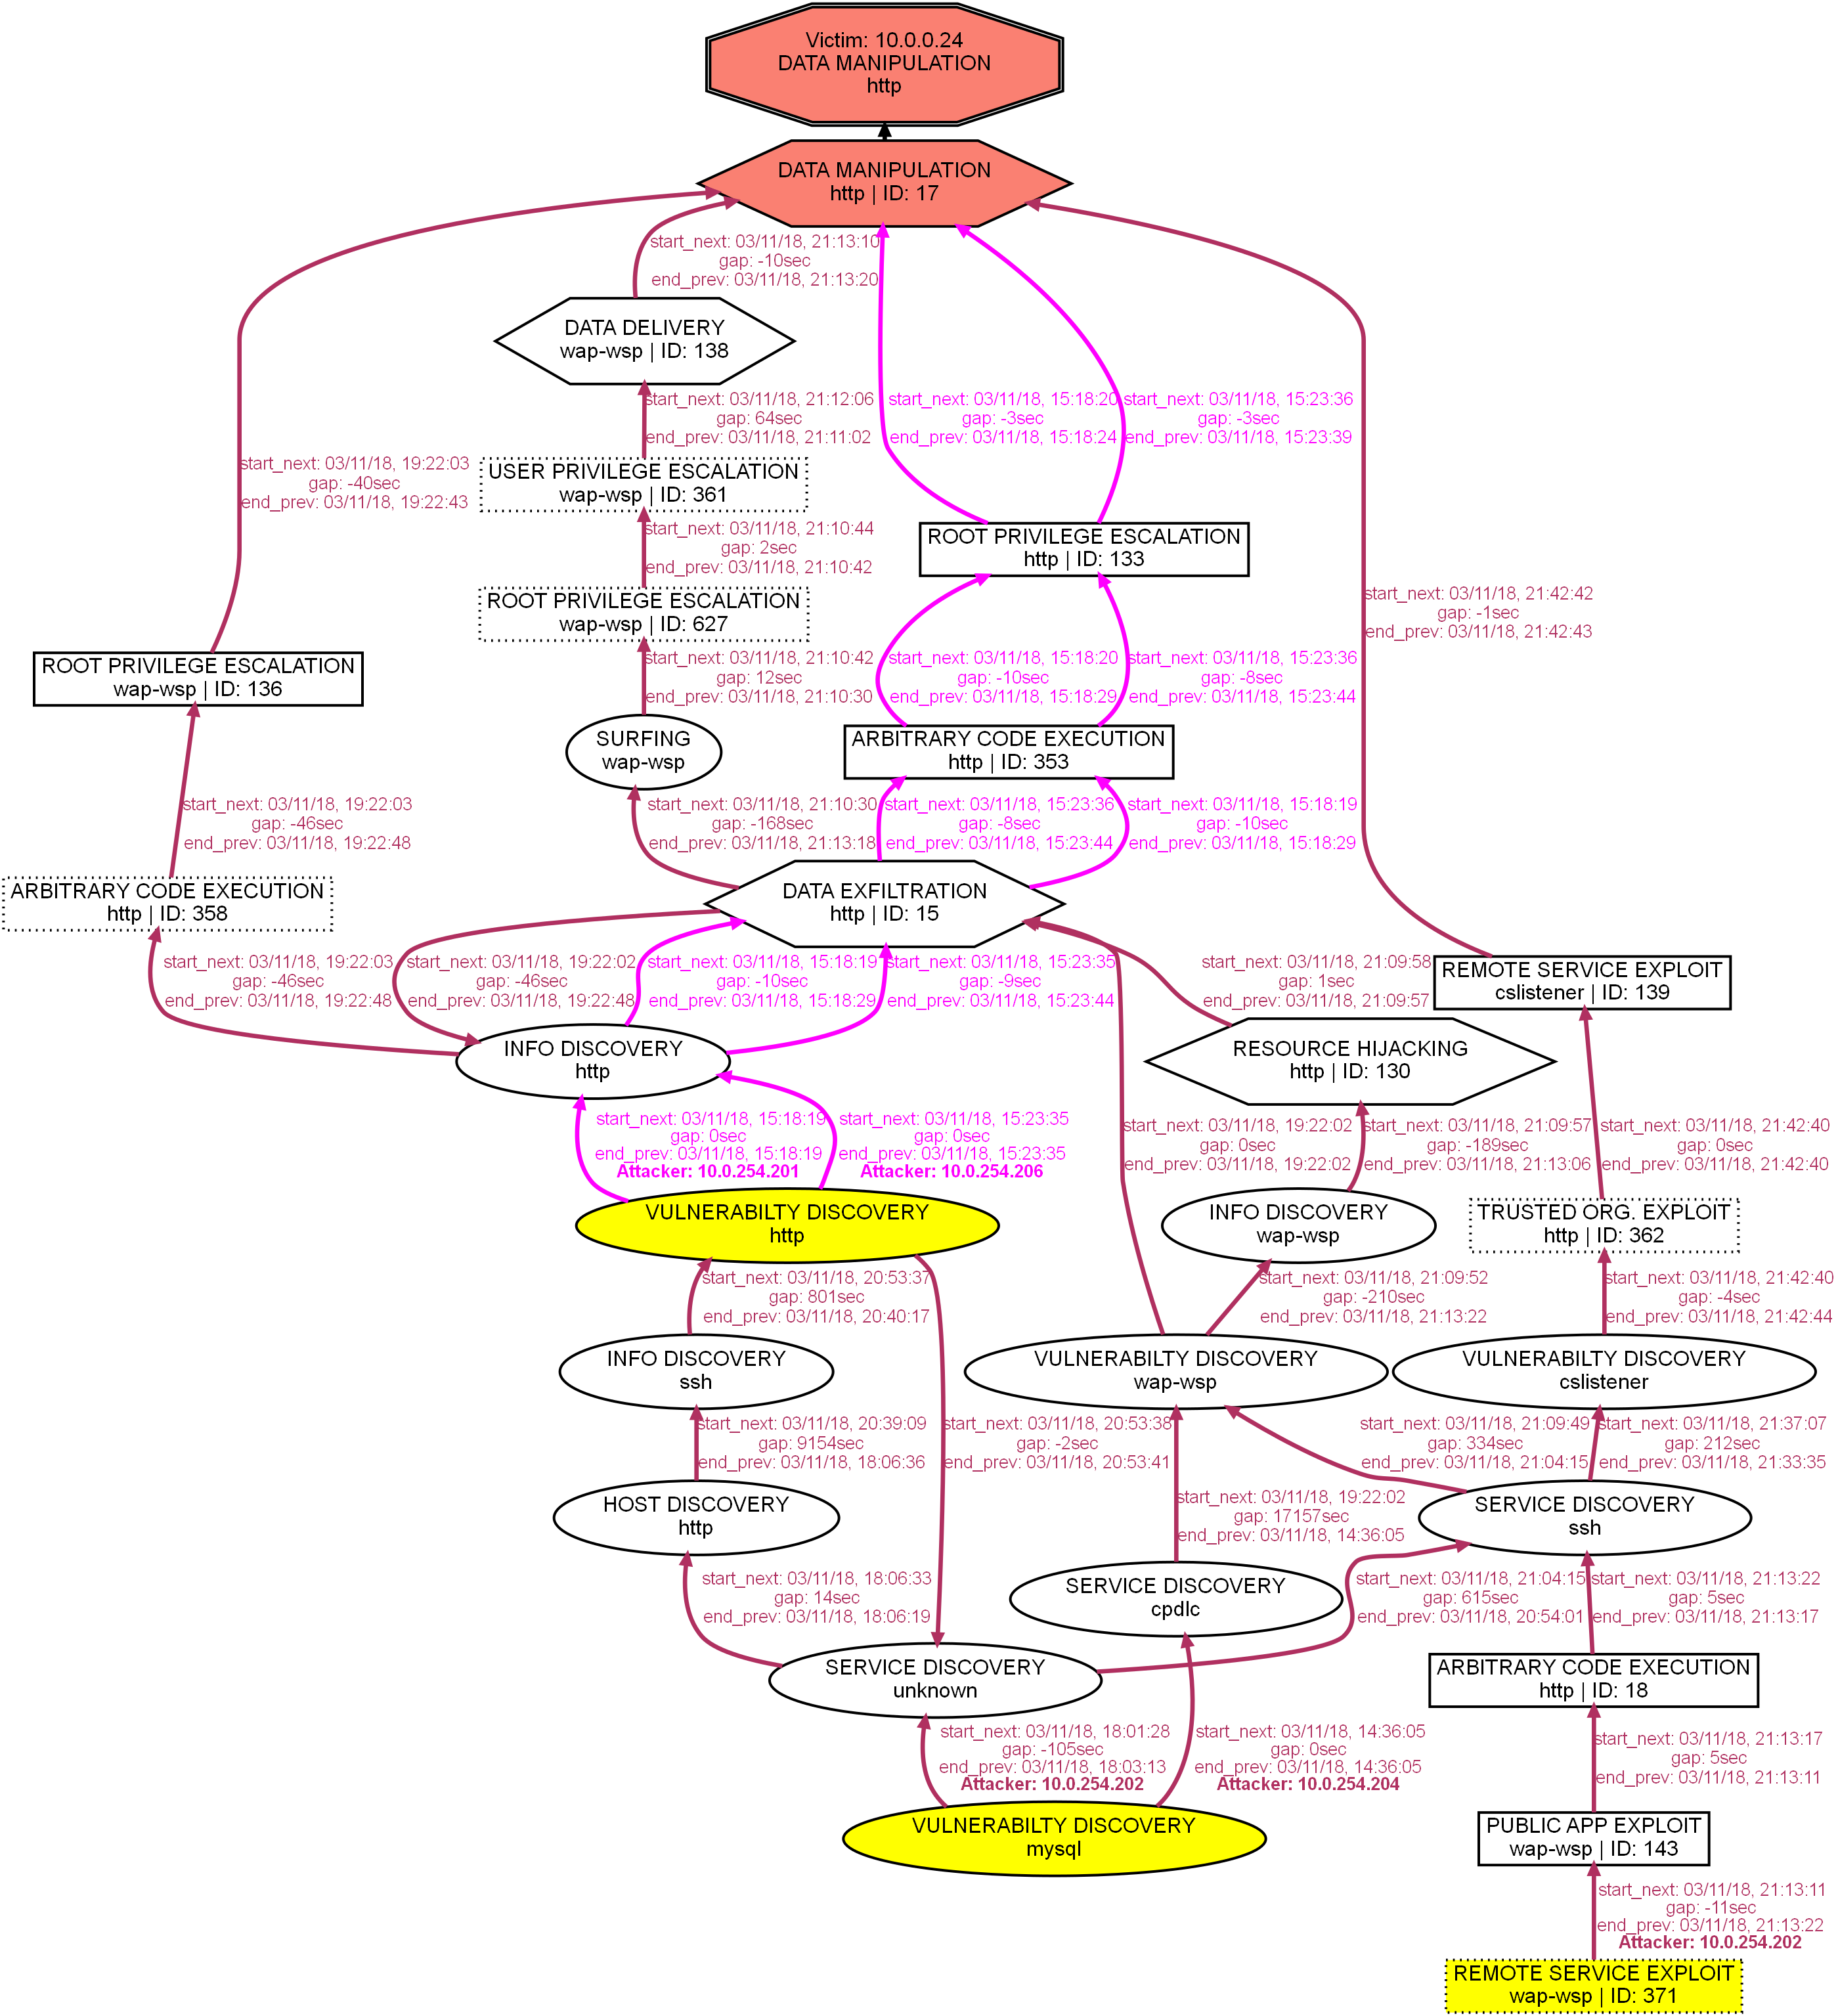 Victim: 10.0.0.24
DATA MANIPULATION
http
DATA MANIPULATION
http | ID: 17
start_next: 03/11/18, 21:13:10
gap: -10sec
end_prev: 03/11/18, 21:13:20
DATA DELIVERY
wap-wsp | ID: 138
start_next: 03/11/18, 21:12:06
gap: 64sec
end_prev: 03/11/18, 21:11:02
start_next: 03/11/18, 15:18:20
gap: -3sec
end_prev: 03/11/18, 15:18:24
start_next: 03/11/18, 15:23:36
gap: -3sec
end_prev: 03/11/18, 15:23:39
start_next: 03/11/18, 19:22:03
gap: -40sec
end_prev: 03/11/18, 19:22:43
USER PRIVILEGE ESCALATION
wap-wsp | ID: 361
start_next: 03/11/18, 21:10:44
gap: 2sec
end_prev: 03/11/18, 21:10:42
ROOT PRIVILEGE ESCALATION
http | ID: 133
ROOT PRIVILEGE ESCALATION
wap-wsp | ID: 627
start_next: 03/11/18, 21:42:42
gap: -1sec
end_prev: 03/11/18, 21:42:43
ROOT PRIVILEGE ESCALATION
wap-wsp | ID: 136
start_next: 03/11/18, 21:10:42
gap: 12sec
end_prev: 03/11/18, 21:10:30
start_next: 03/11/18, 15:18:20
gap: -10sec
end_prev: 03/11/18, 15:18:29
start_next: 03/11/18, 15:23:36
gap: -8sec
end_prev: 03/11/18, 15:23:44
SURFING
wap-wsp
ARBITRARY CODE EXECUTION
http | ID: 353
start_next: 03/11/18, 19:22:03
gap: -46sec
end_prev: 03/11/18, 19:22:48
start_next: 03/11/18, 21:10:30
gap: -168sec
end_prev: 03/11/18, 21:13:18
start_next: 03/11/18, 15:23:36
gap: -8sec
end_prev: 03/11/18, 15:23:44
start_next: 03/11/18, 15:18:19
gap: -10sec
end_prev: 03/11/18, 15:18:29
ARBITRARY CODE EXECUTION
http | ID: 358
DATA EXFILTRATION
http | ID: 15
start_next: 03/11/18, 19:22:03
gap: -46sec
end_prev: 03/11/18, 19:22:48
start_next: 03/11/18, 19:22:02
gap: -46sec
end_prev: 03/11/18, 19:22:48
start_next: 03/11/18, 15:18:19
gap: -10sec
end_prev: 03/11/18, 15:18:29
start_next: 03/11/18, 15:23:35
gap: -9sec
end_prev: 03/11/18, 15:23:44
start_next: 03/11/18, 21:09:58
gap: 1sec
end_prev: 03/11/18, 21:09:57
REMOTE SERVICE EXPLOIT
cslistener | ID: 139
INFO DISCOVERY
http
RESOURCE HIJACKING
http | ID: 130
start_next: 03/11/18, 15:18:19
gap: 0sec
end_prev: 03/11/18, 15:18:19
Attacker: 10.0.254.201
start_next: 03/11/18, 15:23:35
gap: 0sec
end_prev: 03/11/18, 15:23:35
Attacker: 10.0.254.206
start_next: 03/11/18, 19:22:02
gap: 0sec
end_prev: 03/11/18, 19:22:02
start_next: 03/11/18, 21:09:57
gap: -189sec
end_prev: 03/11/18, 21:13:06
start_next: 03/11/18, 21:42:40
gap: 0sec
end_prev: 03/11/18, 21:42:40
VULNERABILTY DISCOVERY
http
INFO DISCOVERY
wap-wsp
TRUSTED ORG. EXPLOIT
http | ID: 362
start_next: 03/11/18, 20:53:37
gap: 801sec
end_prev: 03/11/18, 20:40:17
start_next: 03/11/18, 21:09:52
gap: -210sec
end_prev: 03/11/18, 21:13:22
start_next: 03/11/18, 21:42:40
gap: -4sec
end_prev: 03/11/18, 21:42:44
INFO DISCOVERY
ssh
VULNERABILTY DISCOVERY
wap-wsp
VULNERABILTY DISCOVERY
cslistener
start_next: 03/11/18, 20:39:09
gap: 9154sec
end_prev: 03/11/18, 18:06:36
start_next: 03/11/18, 20:53:38
gap: -2sec
end_prev: 03/11/18, 20:53:41
start_next: 03/11/18, 21:09:49
gap: 334sec
end_prev: 03/11/18, 21:04:15
start_next: 03/11/18, 21:37:07
gap: 212sec
end_prev: 03/11/18, 21:33:35
HOST DISCOVERY
http
start_next: 03/11/18, 19:22:02
gap: 17157sec
end_prev: 03/11/18, 14:36:05
SERVICE DISCOVERY
ssh
start_next: 03/11/18, 18:06:33
gap: 14sec
end_prev: 03/11/18, 18:06:19
SERVICE DISCOVERY
cpdlc
start_next: 03/11/18, 21:04:15
gap: 615sec
end_prev: 03/11/18, 20:54:01
start_next: 03/11/18, 21:13:22
gap: 5sec
end_prev: 03/11/18, 21:13:17
SERVICE DISCOVERY
unknown
ARBITRARY CODE EXECUTION
http | ID: 18
start_next: 03/11/18, 18:01:28
gap: -105sec
end_prev: 03/11/18, 18:03:13
Attacker: 10.0.254.202
start_next: 03/11/18, 14:36:05
gap: 0sec
end_prev: 03/11/18, 14:36:05
Attacker: 10.0.254.204
start_next: 03/11/18, 21:13:17
gap: 5sec
end_prev: 03/11/18, 21:13:11
VULNERABILTY DISCOVERY
mysql
PUBLIC APP EXPLOIT
wap-wsp | ID: 143
start_next: 03/11/18, 21:13:11
gap: -11sec
end_prev: 03/11/18, 21:13:22
Attacker: 10.0.254.202
REMOTE SERVICE EXPLOIT
wap-wsp | ID: 371